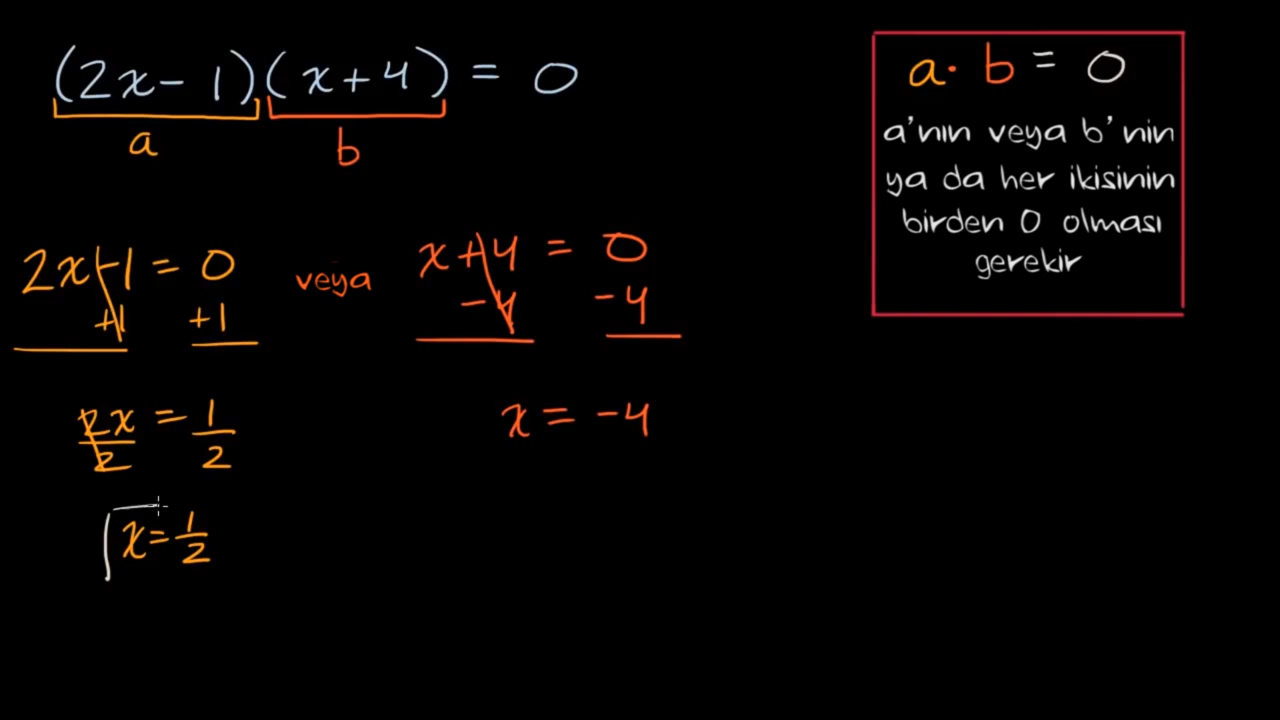 (2x - 1)(x + 4) = 0
a b
2x - 1 = 0 veya x + 4 = 0
+1 +1 -4 -4
2x/2 = 1/2 x = -4
x = 1/2
a · b = 0
a'nın veya b'nin
ya da her ikisinin
birden 0 olması
gerekir